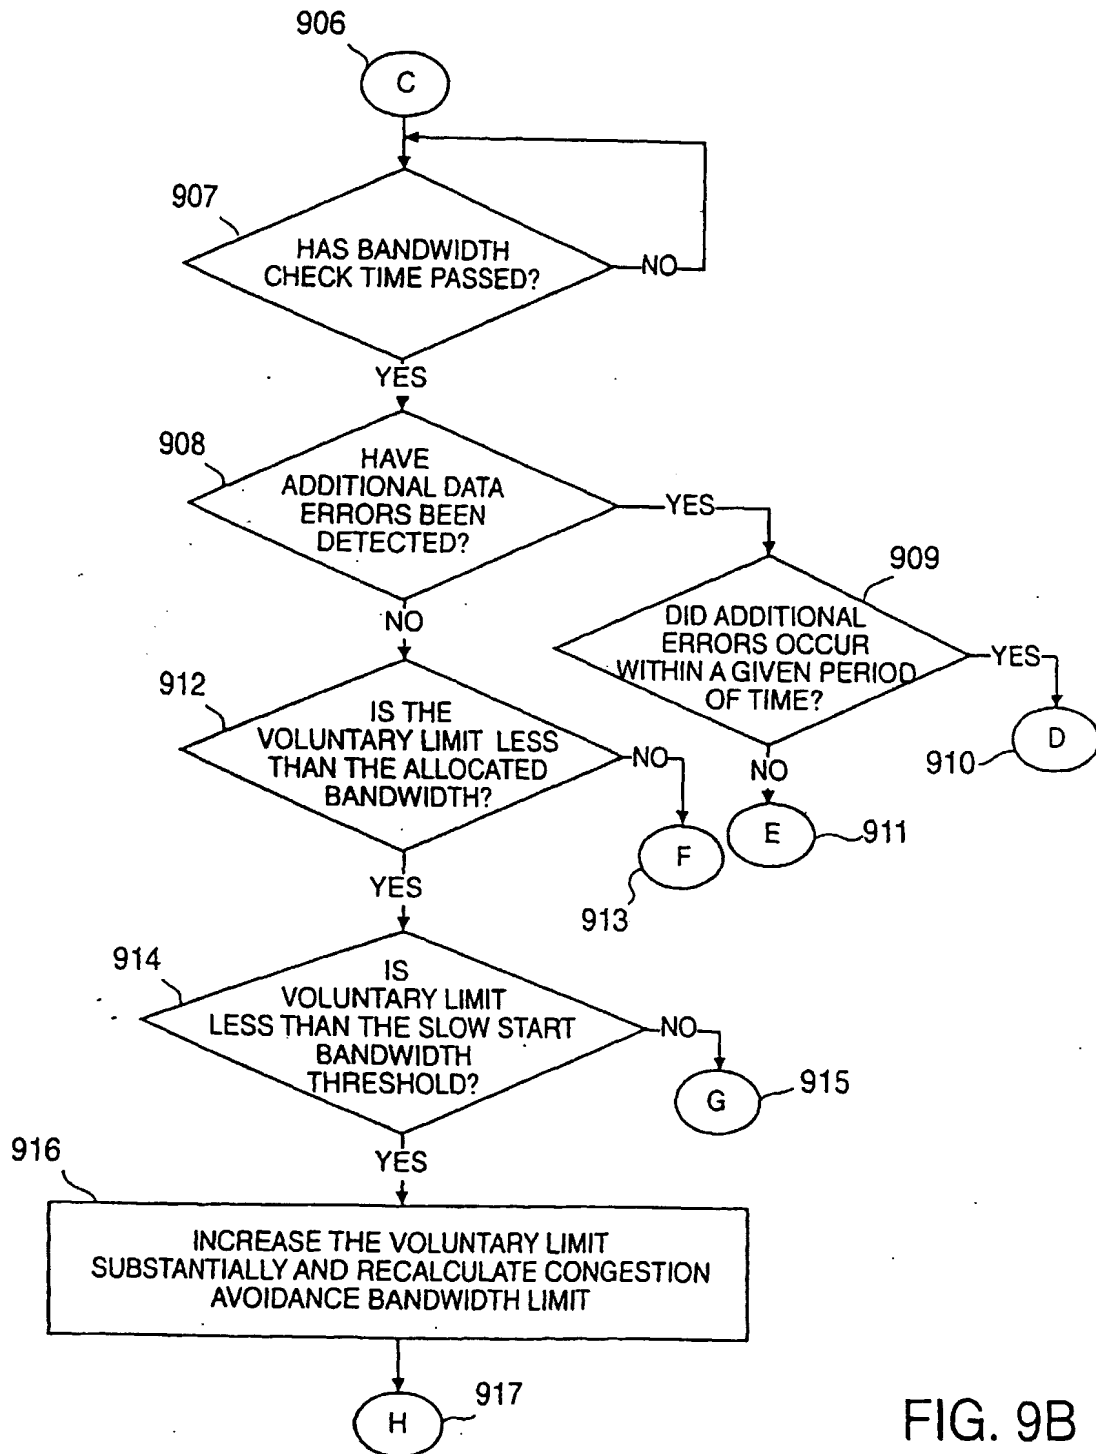 906
C
907
HAS BANDWIDTH
CHECK TIME PASSED?
NO
YES
908
HAVE
ADDITIONAL DATA
ERRORS BEEN
DETECTED?
YES
909
DID ADDITIONAL
ERRORS OCCUR
WITHIN A GIVEN PERIOD
OF TIME?
YES
D
910
NO
E
911
NO
912
IS THE
VOLUNTARY LIMIT LESS
THAN THE ALLOCATED
BANDWIDTH?
NO
F
913
YES
914
IS
VOLUNTARY LIMIT
LESS THAN THE SLOW START
BANDWIDTH
THRESHOLD?
NO
G
915
YES
916
INCREASE THE VOLUNTARY LIMIT
SUBSTANTIALLY AND RECALCULATE CONGESTION
AVOIDANCE BANDWIDTH LIMIT
H
917
FIG. 9B